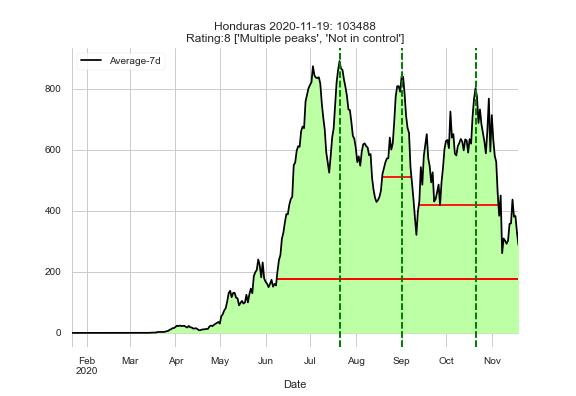 Honduras 2020-11-19: 103488
Rating:8 ['Multiple peaks', 'Not in control']
Average-7d
800
600
400
200
0
Feb Mar Apr May Jun Jul Aug Sep Oct Nov
2020
Date